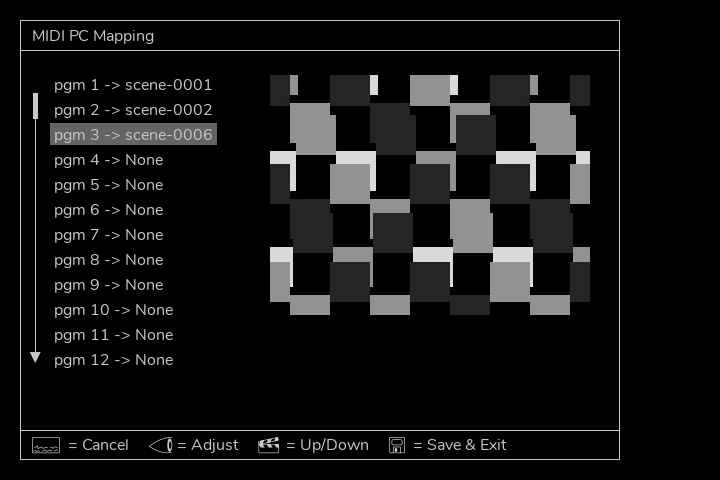 MIDI PC Mapping
pgm 1 -> scene-0001
pgm 2 -> scene-0002
pgm 3 -> scene-0006
pgm 4 -> None
pgm 5 -> None
pgm 6 -> None
pgm 7 -> None
pgm 8 -> None
pgm 9 -> None
pgm 10 -> None
pgm 11 -> None
pgm 12 -> None
= Cancel = Adjust = Up/Down = Save & Exit